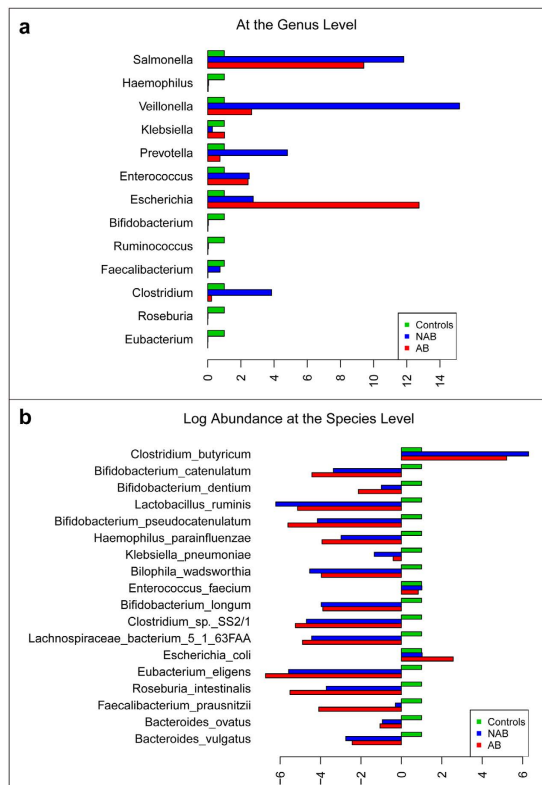 a
At the Genus Level
Salmonella
Haemophilus
Veillonella
Klebsiella
Prevotella
Enterococcus
Escherichia
Bifidobacterium
Ruminococcus
Faecalibacterium
Clostridium
Roseburia
Eubacterium
Controls
NAB
AB
0 2 4 6 8 10 12 14
b
Log Abundance at the Species Level
Clostridium_butyricum
Bifidobacterium_catenulatum
Bifidobacterium_dentium
Lactobacillus_ruminis
Bifidobacterium_pseudocatenulatum
Haemophilus_parainfluenzae
Klebsiella_pneumoniae
Bilophila_wadsworthia
Enterococcus_faecium
Bifidobacterium_longum
Clostridium_sp._SS2/1
Lachnospiraceae_bacterium_5_1_63FAA
Escherichia_coli
Eubacterium_eligens
Roseburia_intestinalis
Faecalibacterium_prausnitzii
Bacteroides_ovatus
Bacteroides_vulgatus
Controls
NAB
AB
−6 −4 −2 0 2 4 6